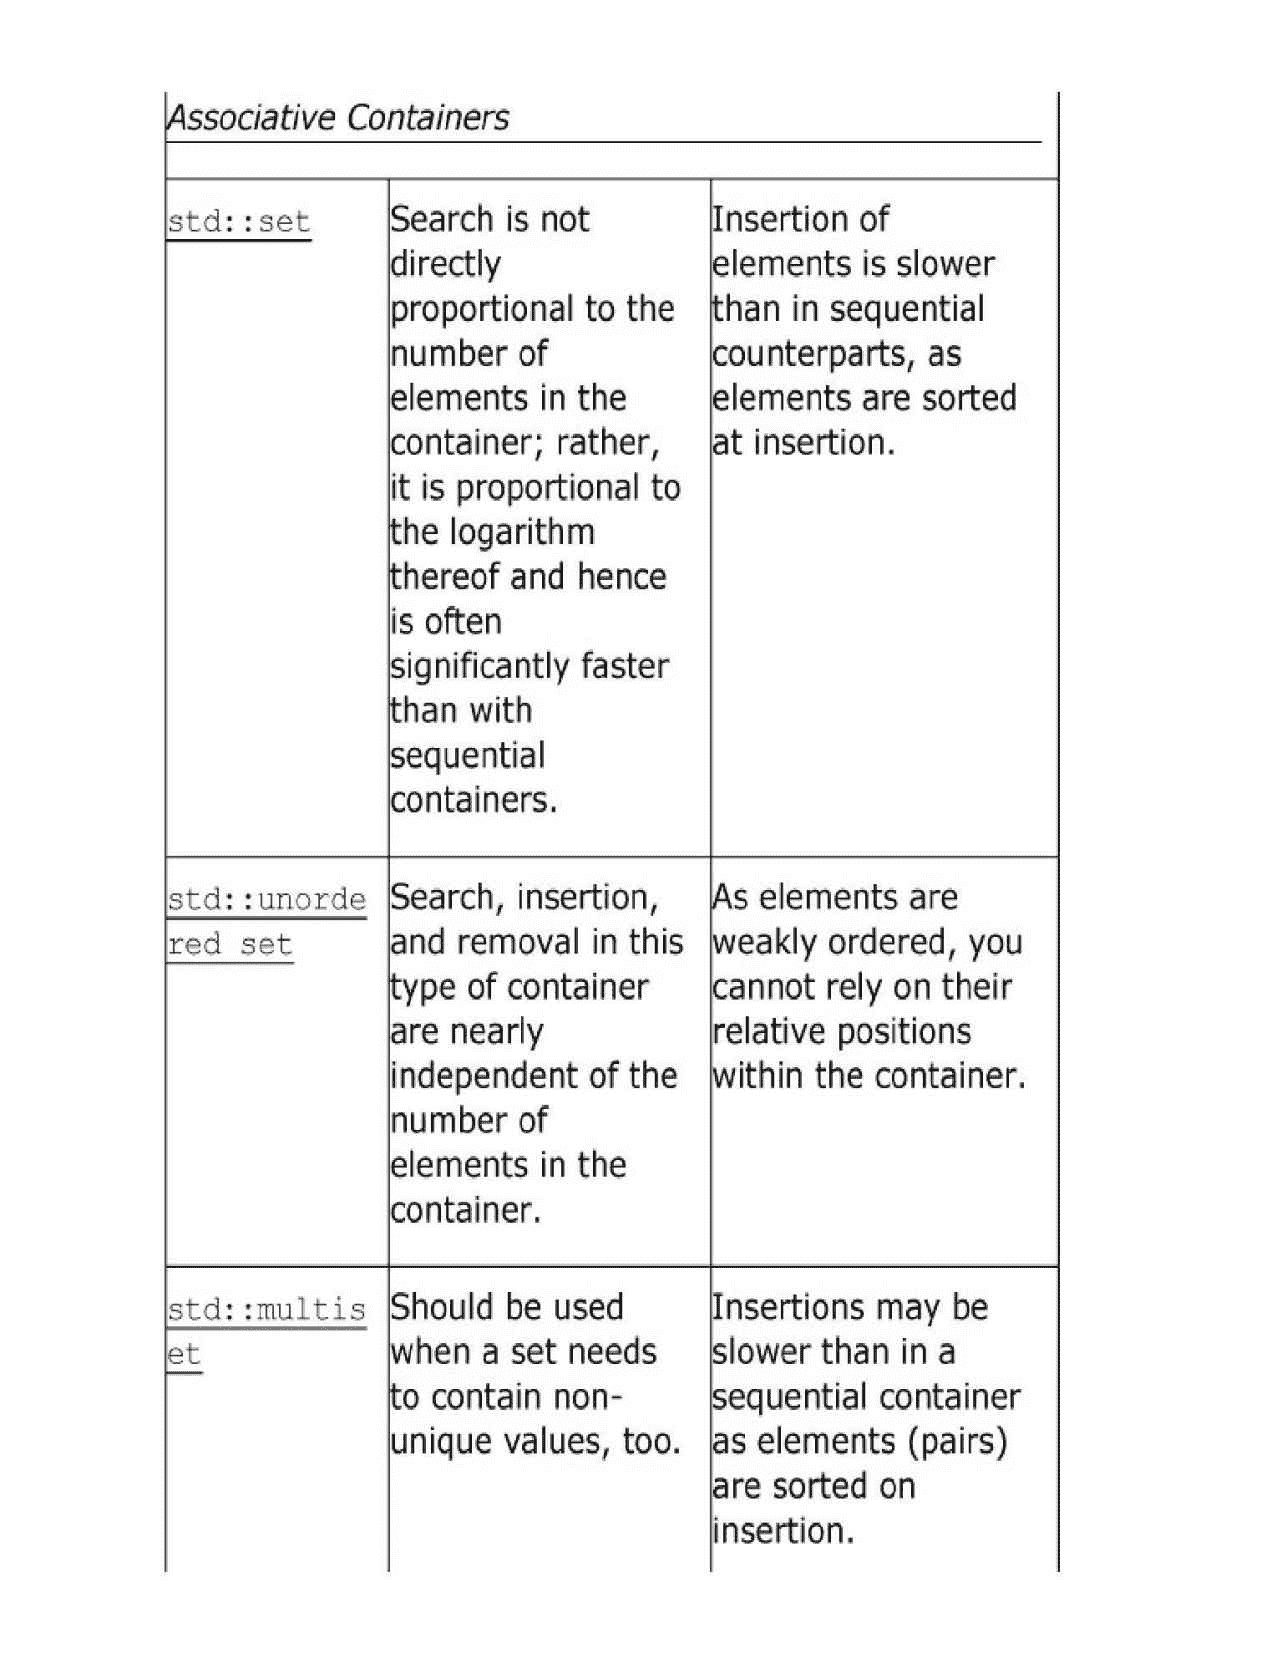 Associative Containers
std::set
Search is not
directly
proportional to the
number of
elements in the
container; rather,
it is proportional to
the logarithm
thereof and hence
is often
significantly faster
than with
sequential
containers.
Insertion of
elements is slower
than in sequential
counterparts, as
elements are sorted
at insertion.
std::unorde
red set
Search, insertion,
and removal in this
type of container
are nearly
independent of the
number of
elements in the
container.
As elements are
weakly ordered, you
cannot rely on their
relative positions
within the container.
std::multis
et
Should be used
when a set needs
to contain non-
unique values, too.
Insertions may be
slower than in a
sequential container
as elements (pairs)
are sorted on
insertion.